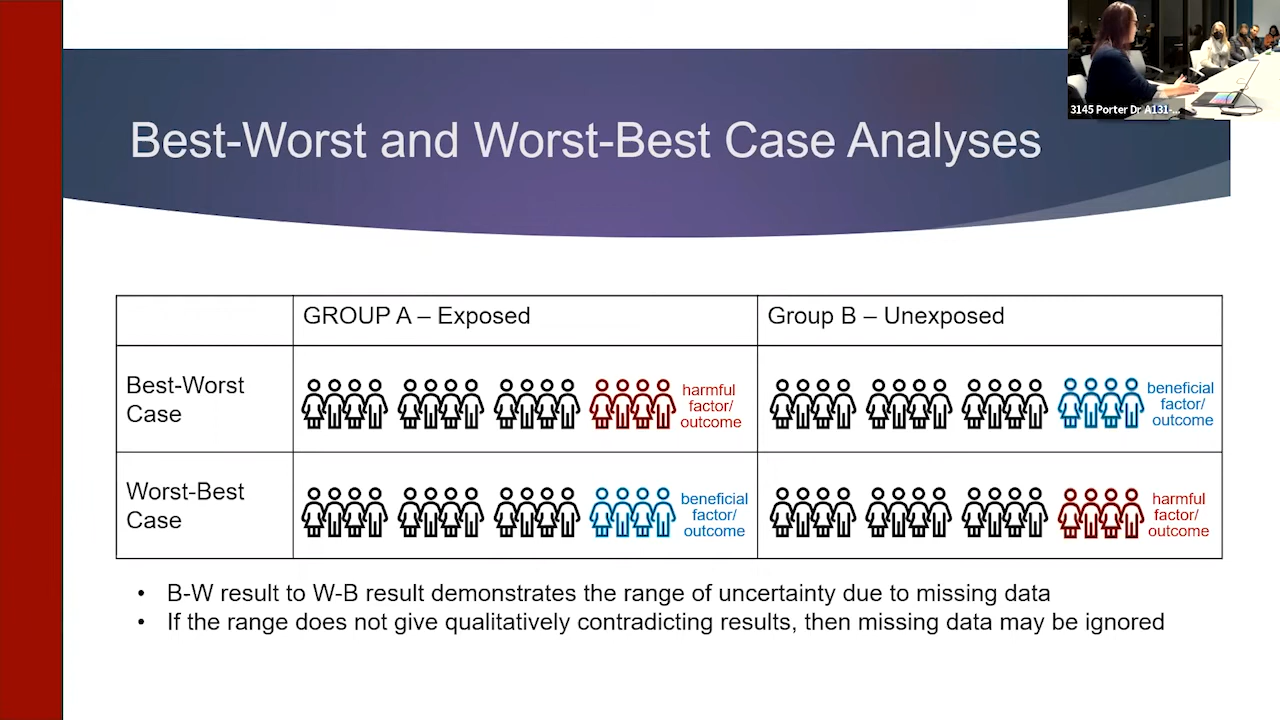 3145 Porter Dr A131-...
Best-Worst and Worst-Best Case Analyses
GROUP A – Exposed
Group B – Unexposed
Best-Worst
Case
harmful
factor/
outcome
beneficial
factor/
outcome
Worst-Best
Case
beneficial
factor/
outcome
harmful
factor/
outcome
• B-W result to W-B result demonstrates the range of uncertainty due to missing data
• If the range does not give qualitatively contradicting results, then missing data may be ignored